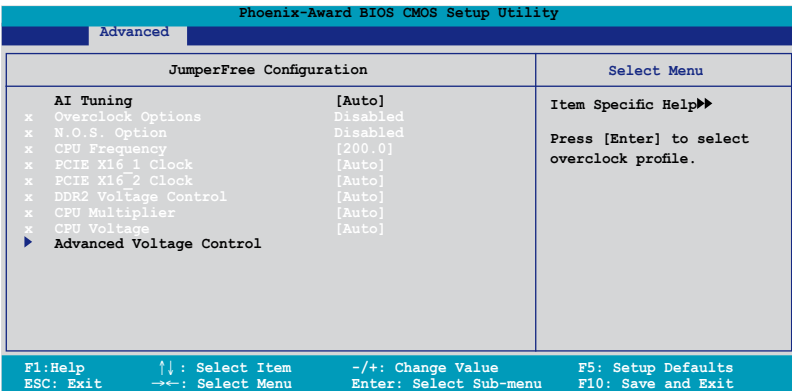 Phoenix-Award BIOS CMOS Setup Utility
Advanced
JumperFree Configuration
Select Menu
AI Tuning [Auto]
x Overclock Options Disabled
x N.O.S. Option Disabled
x CPU Frequency [200.0]
x PCIE X16_1 Clock [Auto]
x PCIE X16_2 Clock [Auto]
x DDR2 Voltage Control [Auto]
x CPU Multiplier [Auto]
x CPU Voltage [Auto]
Advanced Voltage Control
Item Specific Help
Press [Enter] to select
overclock profile.
F1:Help ↑↓: Select Item -/+: Change Value F5: Setup Defaults
ESC: Exit →←: Select Menu Enter: Select Sub-menu F10: Save and Exit